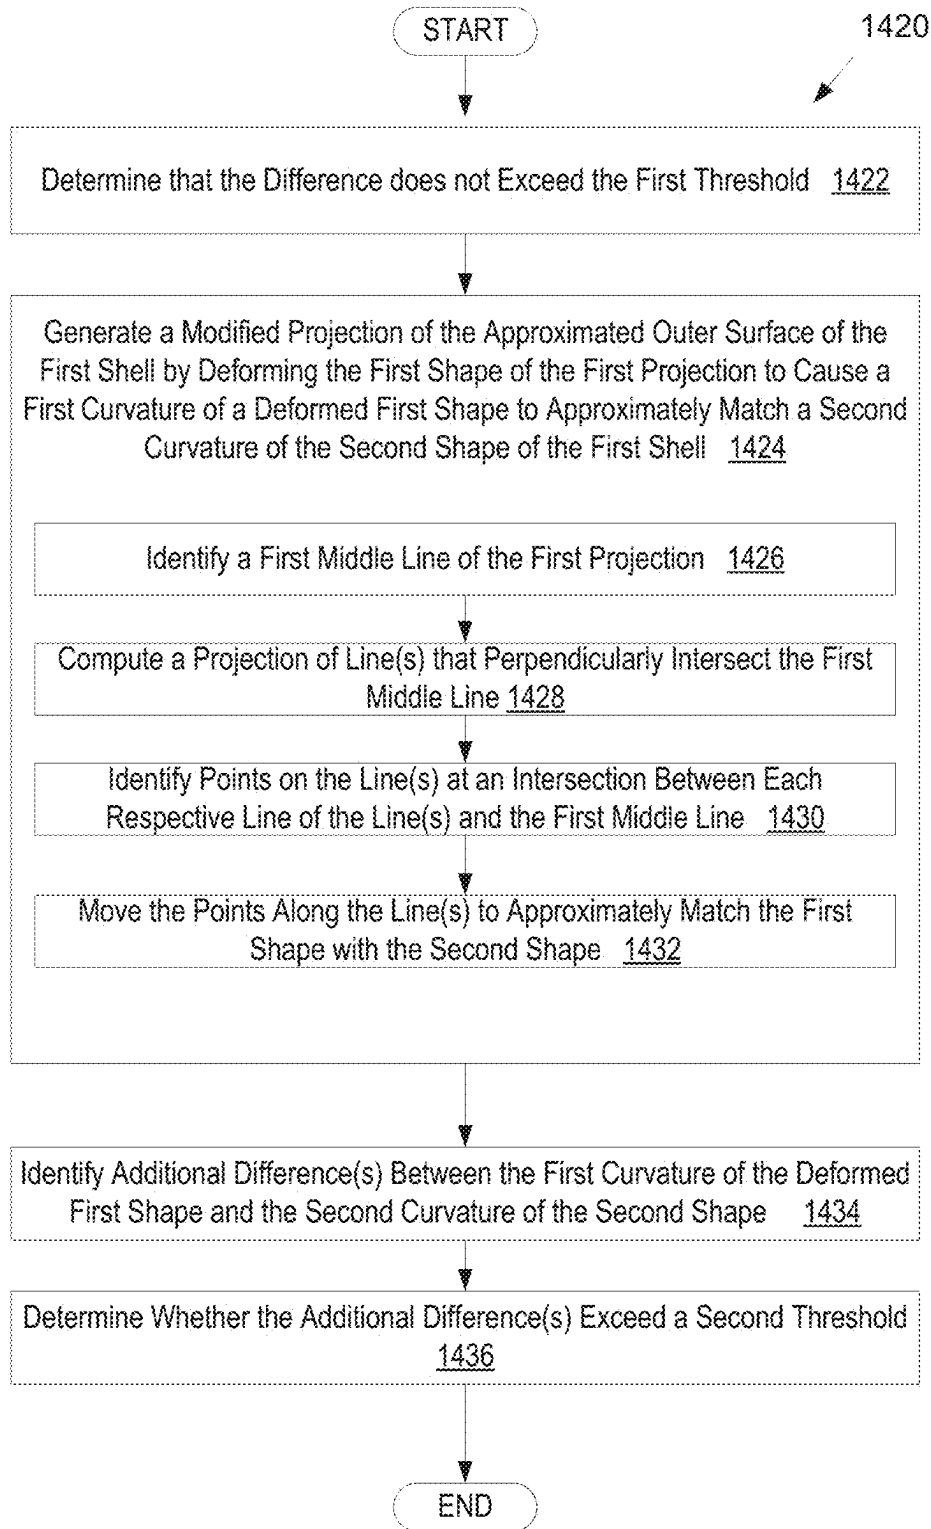 START
1420
Determine that the Difference does not Exceed the First Threshold 1422
Generate a Modified Projection of the Approximated Outer Surface of the
First Shell by Deforming the First Shape of the First Projection to Cause a
First Curvature of a Deformed First Shape to Approximately Match a Second
Curvature of the Second Shape of the First Shell 1424
Identify a First Middle Line of the First Projection 1426
Compute a Projection of Line(s) that Perpendicularly Intersect the First
Middle Line 1428
Identify Points on the Line(s) at an Intersection Between Each
Respective Line of the Line(s) and the First Middle Line 1430
Move the Points Along the Line(s) to Approximately Match the First
Shape with the Second Shape 1432
Identify Additional Difference(s) Between the First Curvature of the Deformed
First Shape and the Second Curvature of the Second Shape 1434
Determine Whether the Additional Difference(s) Exceed a Second Threshold
1436
END